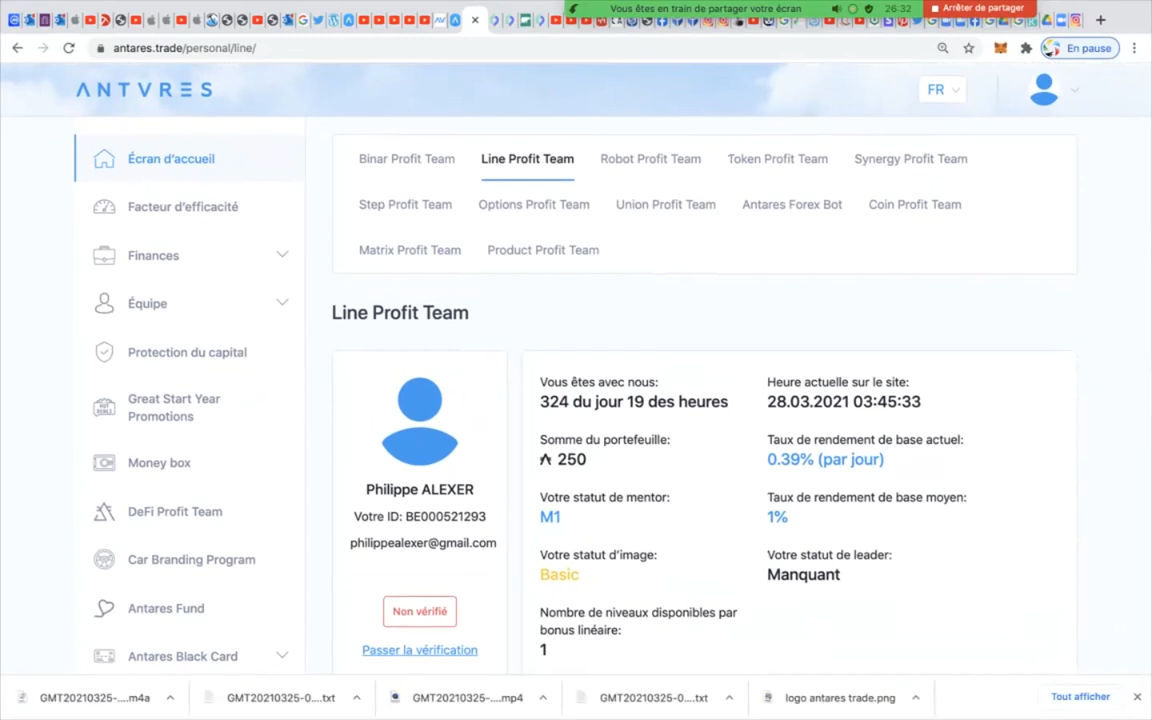 Vous êtes en train de partager votre écran
26:32
Arrêter de partager
antares.trade/personal/line/
En pause
ANTVRES
FR
Écran d'accueil
Facteur d'efficacité
Finances
Équipe
Protection du capital
Great Start Year
Promotions
Money box
DeFi Profit Team
Car Branding Program
Antares Fund
Antares Black Card
Binar Profit Team
Line Profit Team
Robot Profit Team
Token Profit Team
Synergy Profit Team
Step Profit Team
Options Profit Team
Union Profit Team
Antares Forex Bot
Coin Profit Team
Matrix Profit Team
Product Profit Team
Line Profit Team
Philippe ALEXER
Votre ID: BE000521293
philippealexer@gmail.com
Non vérifié
Passer la vérification
Vous êtes avec nous:
324 du jour 19 des heures
Heure actuelle sur le site:
28.03.2021 03:45:33
Somme du portefeuille:
250
Taux de rendement de base actuel:
0.39% (par jour)
Votre statut de mentor:
M1
Taux de rendement de base moyen:
1%
Votre statut d'image:
Basic
Votre statut de leader:
Manquant
Nombre de niveaux disponibles par
bonus linéaire:
1
GMT20210325-....m4a
GMT20210325-0....txt
GMT20210325-....mp4
GMT20210325-0....txt
logo antares trade.png
Tout afficher